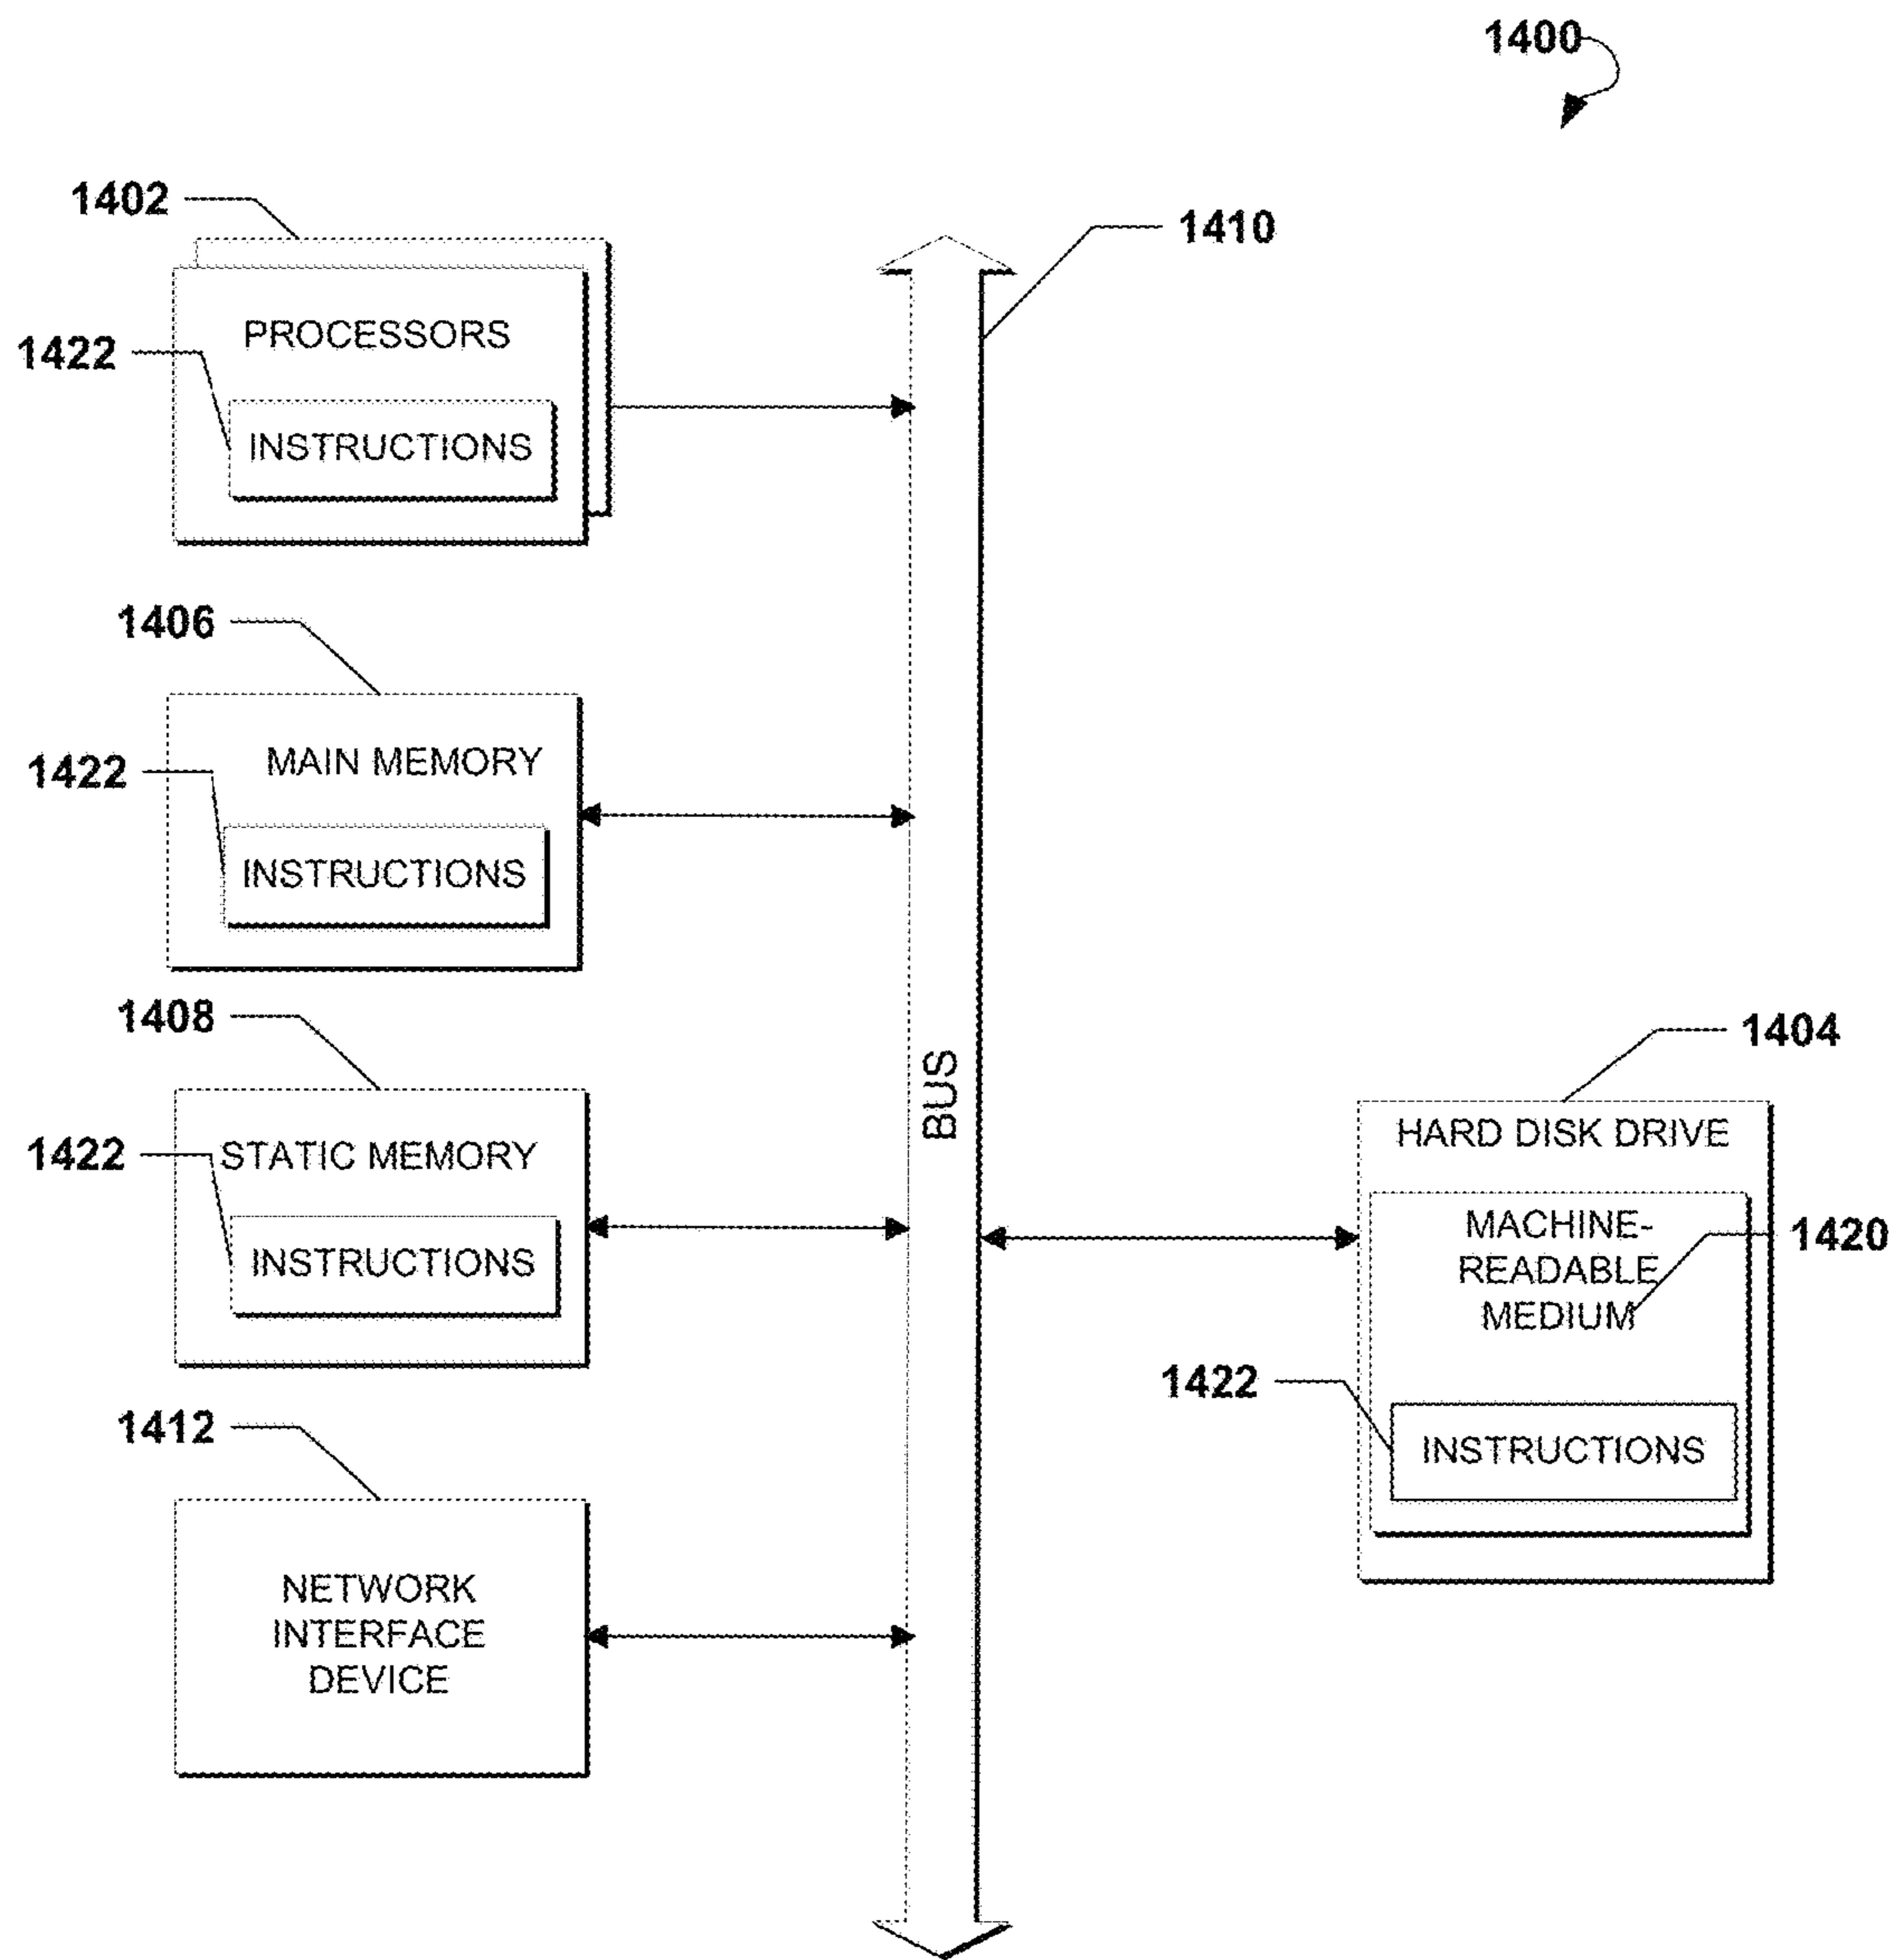 1400
1402
1410
PROCESSORS
1422
INSTRUCTIONS
1406
MAIN MEMORY
1422
INSTRUCTIONS
1408
1404
BUS
HARD DISK DRIVE
1422
STATIC MEMORY
MACHINE-
READABLE
MEDIUM
1420
INSTRUCTIONS
1422
INSTRUCTIONS
1412
NETWORK
INTERFACE
DEVICE